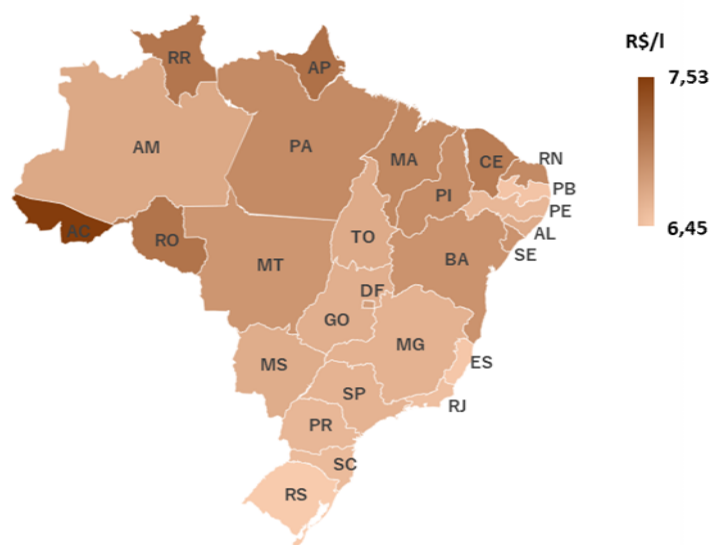 R$/l
7,53
6,45
RR
AP
AM
PA
MA
CE
RN
PB
PE
AL
SE
PI
AC
RO
TO
BA
MT
DF
GO
MG
ES
MS
SP
RJ
PR
SC
RS